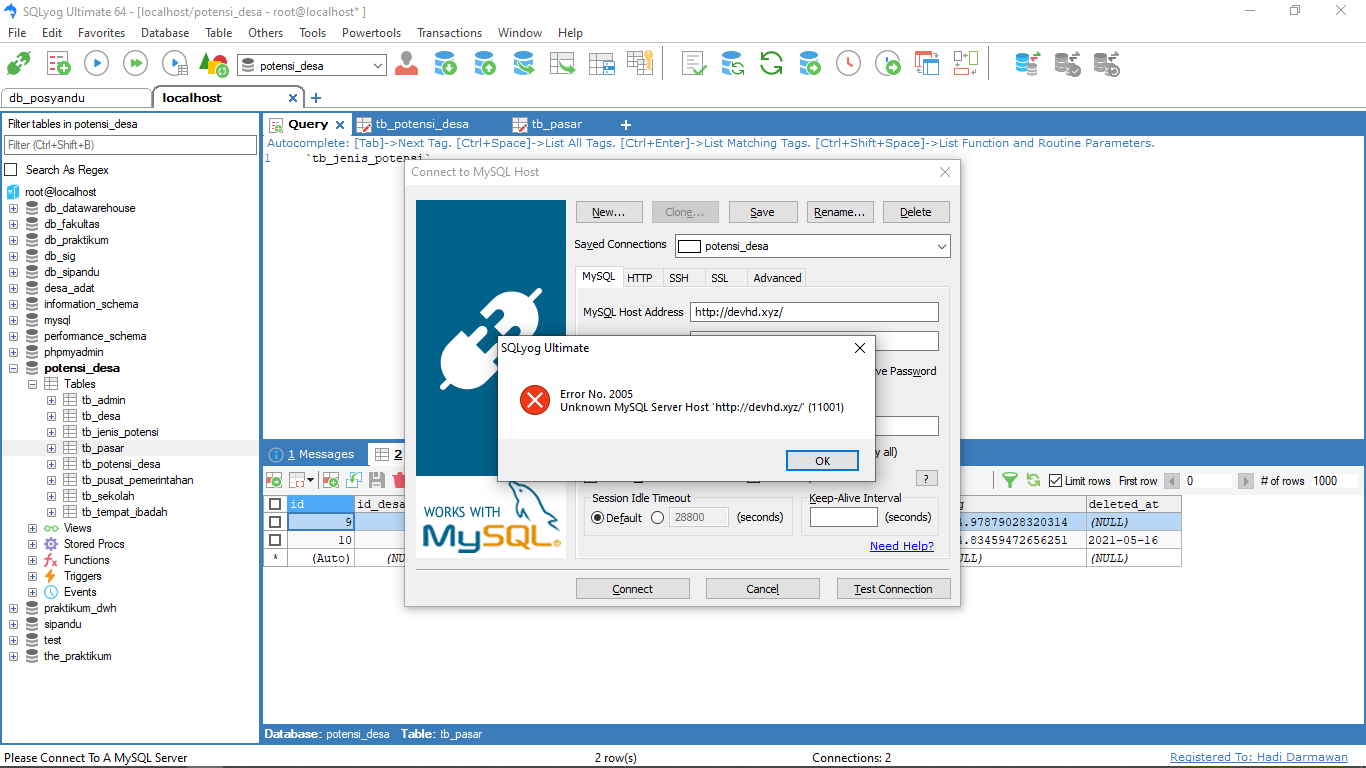 SQLyog Ultimate 64 - [localhost/potensi_desa - root@localhost* ]
File Edit Favorites Database Table Others Tools Powertools Transactions Window Help
potensi_desa
db_posyandu localhost
Filter tables in potensi_desa
Filter (Ctrl+Shift+B)
Search As Regex
root@localhost
db_datawarehouse
db_fakultas
db_praktikum
db_sig
db_sipandu
desa_adat
information_schema
mysql
performance_schema
phpmyadmin
potensi_desa
Tables
tb_admin
tb_desa
tb_jenis_potensi
tb_pasar
tb_potensi_desa
tb_pusat_pemerintahan
tb_sekolah
tb_tempat_ibadah
Views
Stored Procs
Functions
Triggers
Events
praktikum_dwh
sipandu
test
the_praktikum
Query tb_potensi_desa tb_pasar
Autocomplete: [Tab]->Next Tag. [Ctrl+Space]->List All Tags. [Ctrl+Enter]->List Matching Tags. [Ctrl+Shift+Space]->List Function and Routine Parameters.
1 `tb_jenis_potensi`
Connect to MySQL Host
New... Clone... Save Rename... Delete
Saved Connections potensi_desa
MySQL HTTP SSH SSL Advanced
MySQL Host Address http://devhd.xyz/
ve Password
SQLyog Ultimate
Error No. 2005
Unknown MySQL Server Host 'http://devhd.xyz/' (11001)
OK
y all)
?
Session Idle Timeout
Default 28800 (seconds)
Keep-Alive Interval
(seconds)
Need Help?
WORKS WITH
MySQL
Connect Cancel Test Connection
1 Messages 2
Limit rows First row 0 # of rows 1000
id id_desa g deleted_at
9 4.97879028320314 (NULL)
10 4.83459472656251 2021-05-16
* (Auto) (NU ULL) (NULL)
Database: potensi_desa Table: tb_pasar
Please Connect To A MySQL Server 2 row(s) Connections: 2 Registered To: Hadi Darmawan